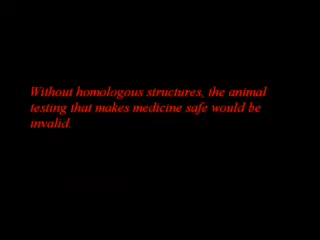 Without homologous structures, the animal
testing that makes medicine safe would be
invalid.